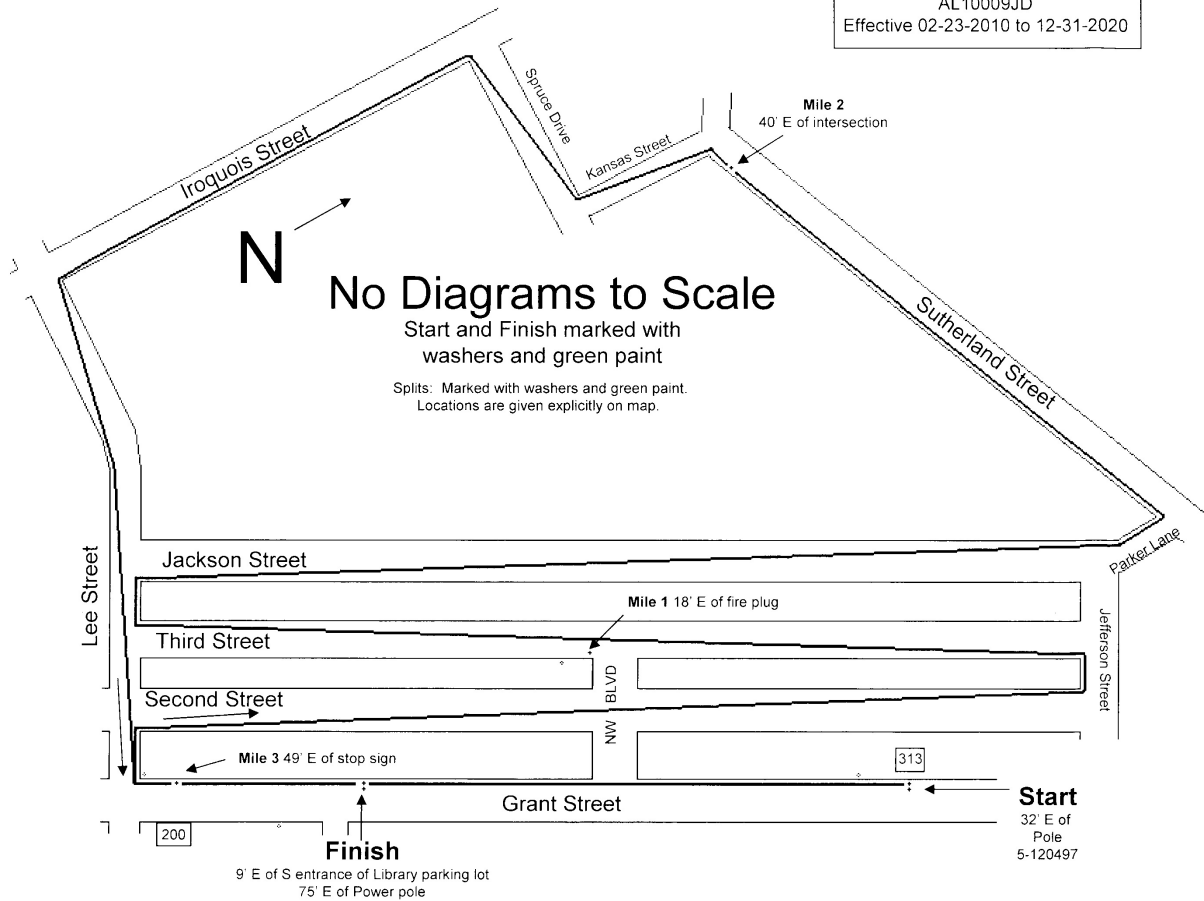 AL10009JD
Effective 02-23-2010 to 12-31-2020
Spruce Drive
Mile 2
40' E of intersection
Kansas Street
Iroquois Street
N
No Diagrams to Scale
Start and Finish marked with
washers and green paint
Splits: Marked with washers and green paint.
Locations are given explicitly on map.
Sutherland Street
Parker Lane
Jackson Street
Lee Street
Mile 1 18' E of fire plug
Third Street
Jefferson Street
NW BLVD
Second Street
Mile 3 49' E of stop sign
313
Grant Street
Start
32' E of
Pole
5-120497
200
Finish
9' E of S entrance of Library parking lot
75' E of Power pole